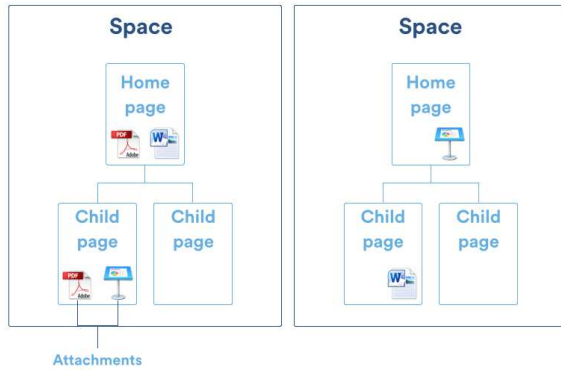 Space
Home
page
PDF
Adobe
W
Child
page
PDF
Adobe
Child
page
Attachments
Space
Home
page
Child
page
W
Child
page